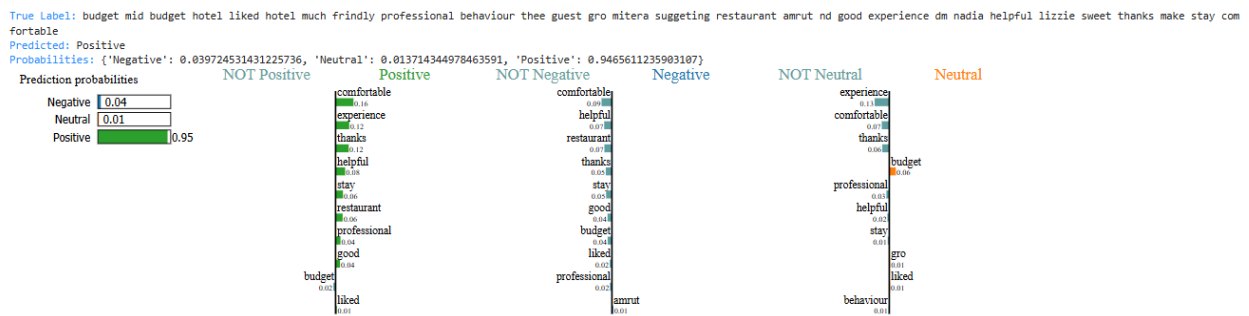 True Label: budget mid budget hotel liked hotel much frindly professional behaviour thee guest gro mitera suggeting restaurant amrut nd good experience dm nadia helpful lizzie sweet thanks make stay com
fortable
Predicted: Positive
Probabilities: {'Negative': 0.039724531431225736, 'Neutral': 0.013714344978463591, 'Positive': 0.9465611235903107}
Prediction probabilities
Negative 0.04
Neutral 0.01
Positive 0.95
NOT Positive Positive
comfortable
0.16
experience
0.12
thanks
0.12
helpful
0.08
stay
0.06
restaurant
0.06
professional
0.04
good
0.04
budget
0.02
liked
0.01
NOT Negative Negative
comfortable
0.09
helpful
0.07
restaurant
0.07
thanks
0.05
stay
0.05
good
0.04
budget
0.04
liked
0.02
professional
0.02
amrut
0.01
NOT Neutral Neutral
experience
0.13
comfortable
0.07
thanks
0.06
budget
0.06
professional
0.03
helpful
0.02
stay
0.01
gro
0.01
liked
0.01
behaviour
0.01